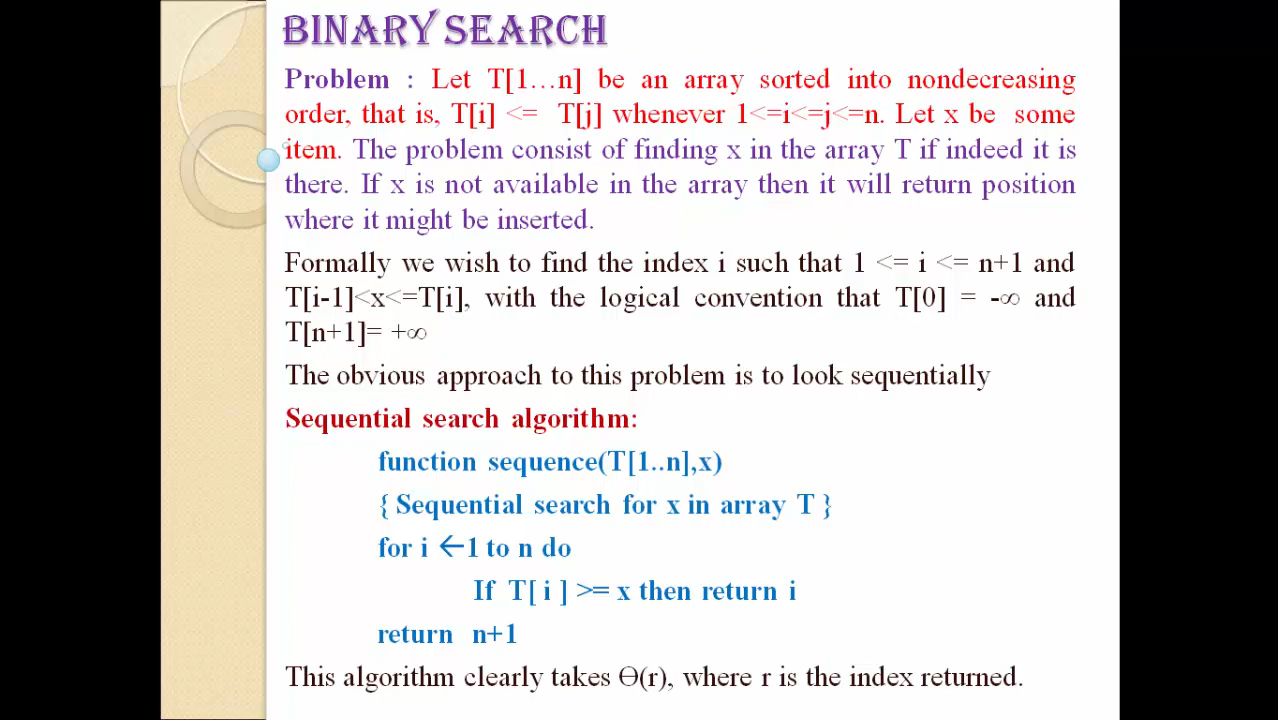 BINARY SEARCH
Problem : Let T[1…n] be an array sorted into nondecreasing
order, that is, T[i] <= T[j] whenever 1<=i<=j<=n. Let x be some
item. The problem consist of finding x in the array T if indeed it is
there. If x is not available in the array then it will return position
where it might be inserted.
Formally we wish to find the index i such that 1 <= i <= n+1 and
T[i-1]<x<=T[i], with the logical convention that T[0] = -∞ and
T[n+1]= +∞
The obvious approach to this problem is to look sequentially
Sequential search algorithm:
function sequence(T[1..n],x)
{ Sequential search for x in array T }
for i ←1 to n do
If T[ i ] >= x then return i
return n+1
This algorithm clearly takes Ɵ(r), where r is the index returned.